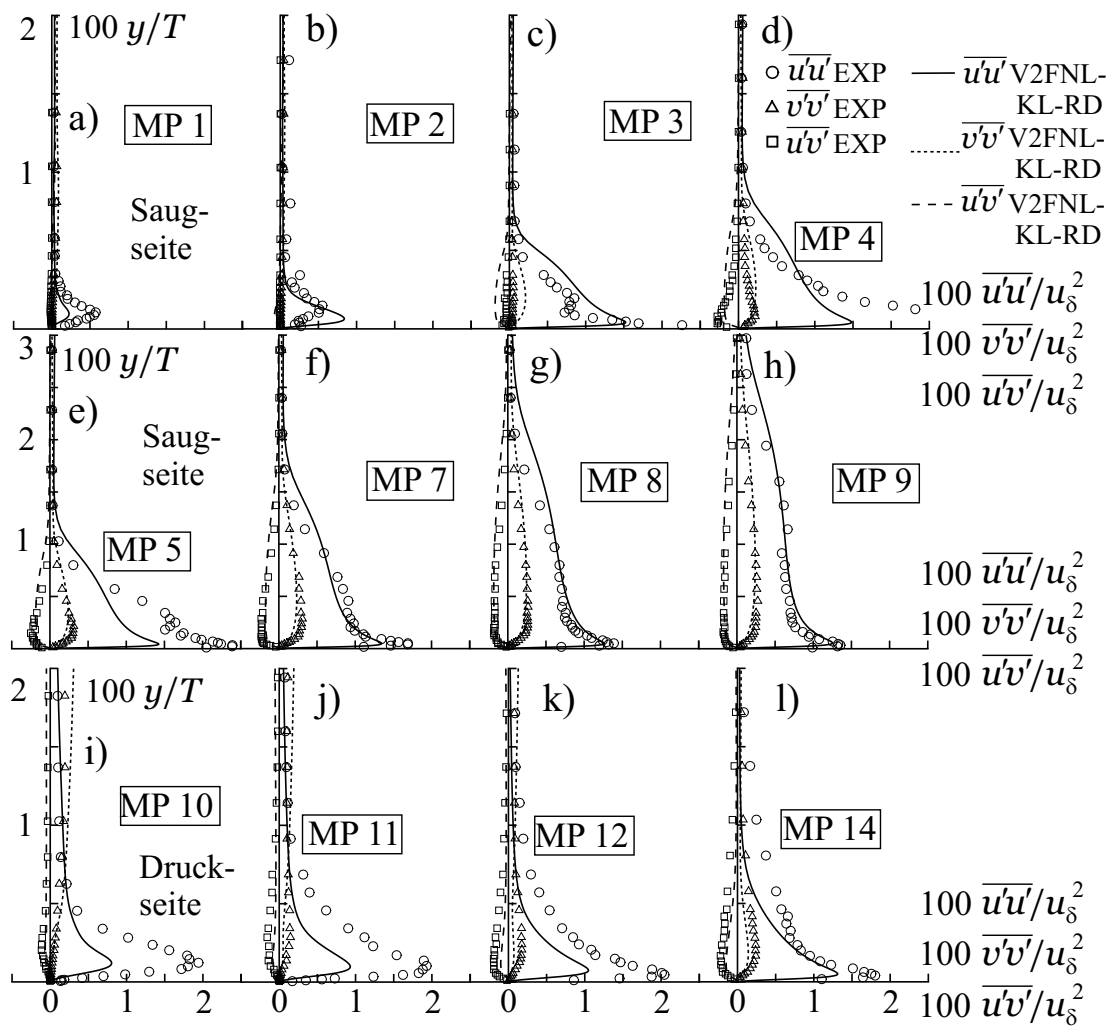 2 100 y/T b) c) d)
○ u'u' EXP — u'u' V2FNL-
KL-RD
a) MP 1 MP 2 MP 3
△ v'v' EXP ······ v'v' V2FNL-
KL-RD
□ u'v' EXP – – – u'v' V2FNL-
KL-RD
1
Saug-
seite
MP 4
100 u'u'/u_δ^2
100 v'v'/u_δ^2
100 u'v'/u_δ^2
3 100 y/T f) g) h)
e)
2 Saug-
seite
MP 7 MP 8 MP 9
1 MP 5
100 u'u'/u_δ^2
100 v'v'/u_δ^2
100 u'v'/u_δ^2
2 100 y/T j) k) l)
i)
MP 10
1 MP 11 MP 12 MP 14
Druck-
seite
100 u'u'/u_δ^2
100 v'v'/u_δ^2
100 u'v'/u_δ^2
0 1 2 0 1 2 0 1 2 0 1 2